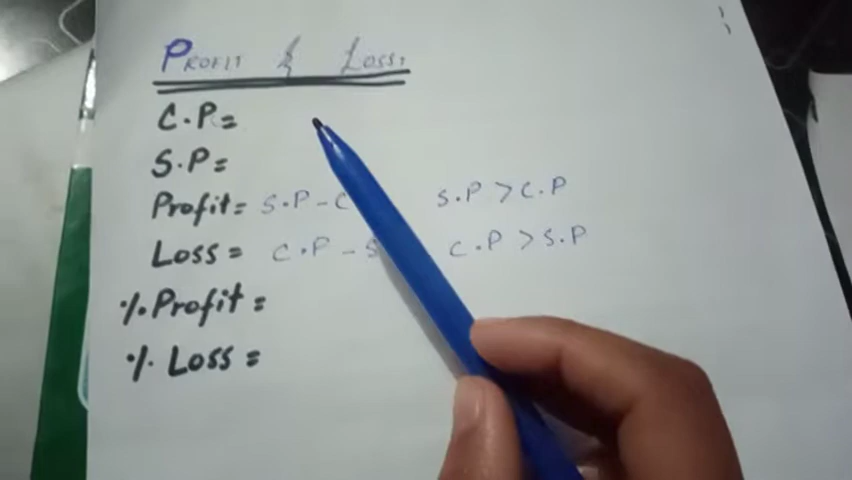 PROFIT & LOSS:
C.P=
S.P=
Profit= S.P - C S.P > C.P
Loss= C.P - S C.P > S.P
%Profit=
% Loss=